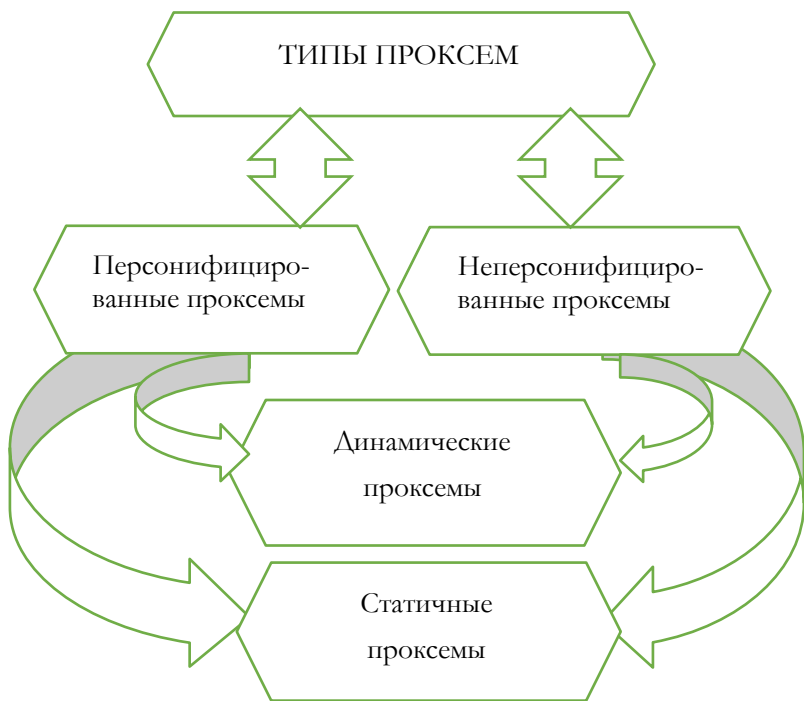 ТИПЫ ПРОКСЕМ
Персонифициро-
ванные проксемы
Неперсонифициро-
ванные проксемы
Динамические
проксемы
Статичные
проксемы